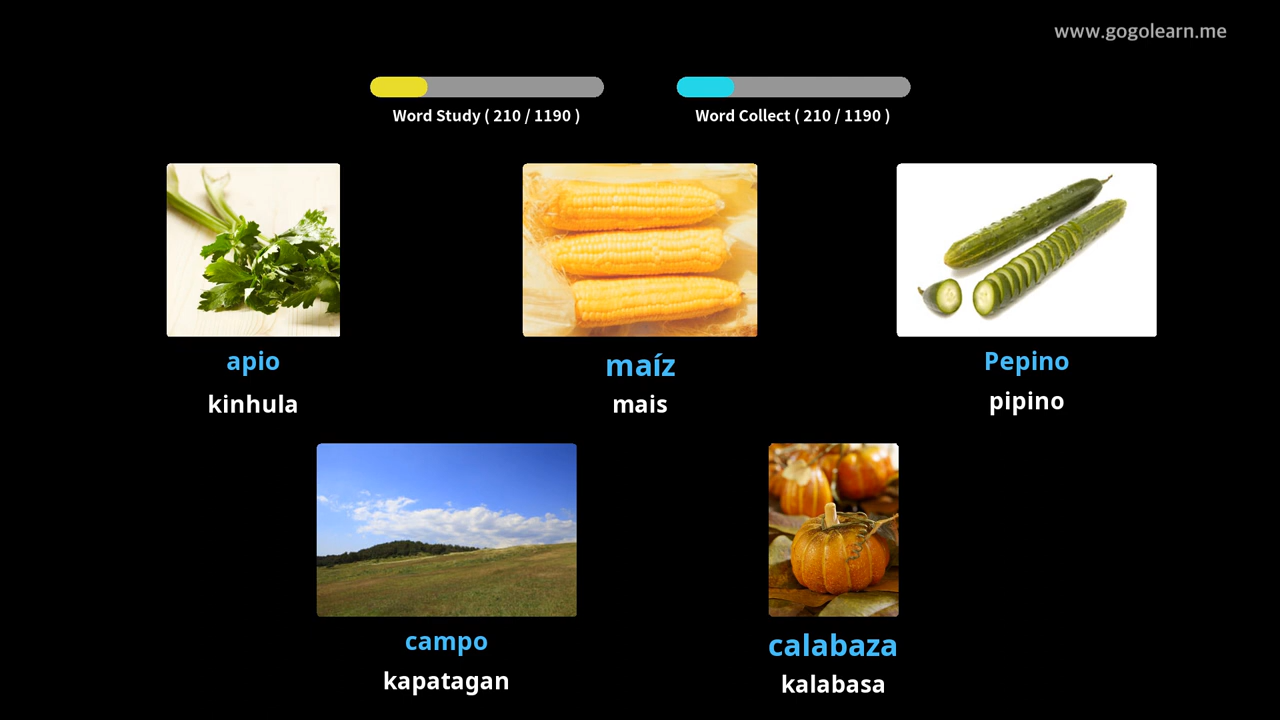 www.gogolearn.me
Word Study ( 210 / 1190 )
Word Collect ( 210 / 1190 )
apio
kinhula
maíz
mais
Pepino
pipino
campo
kapatagan
calabaza
kalabasa